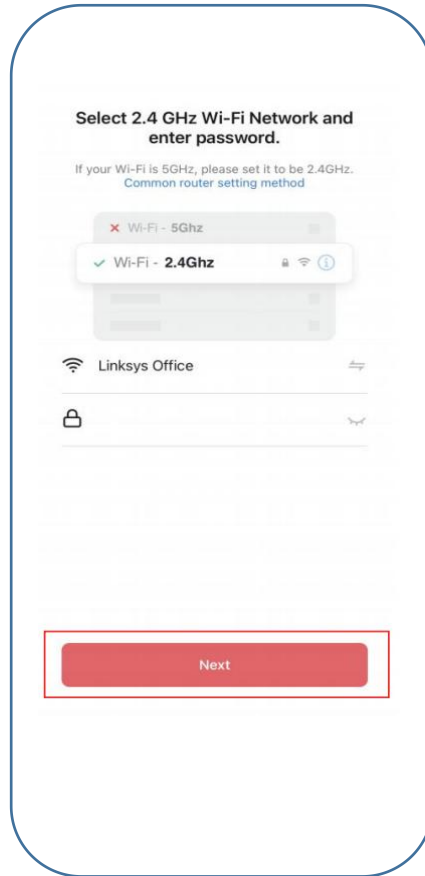 Select 2.4 GHz Wi-Fi Network and
enter password.
If your Wi-Fi is 5GHz, please set it to be 2.4GHz.
Common router setting method
Wi-Fi - 5Ghz
Wi-Fi - 2.4Ghz
Linksys Office
Next